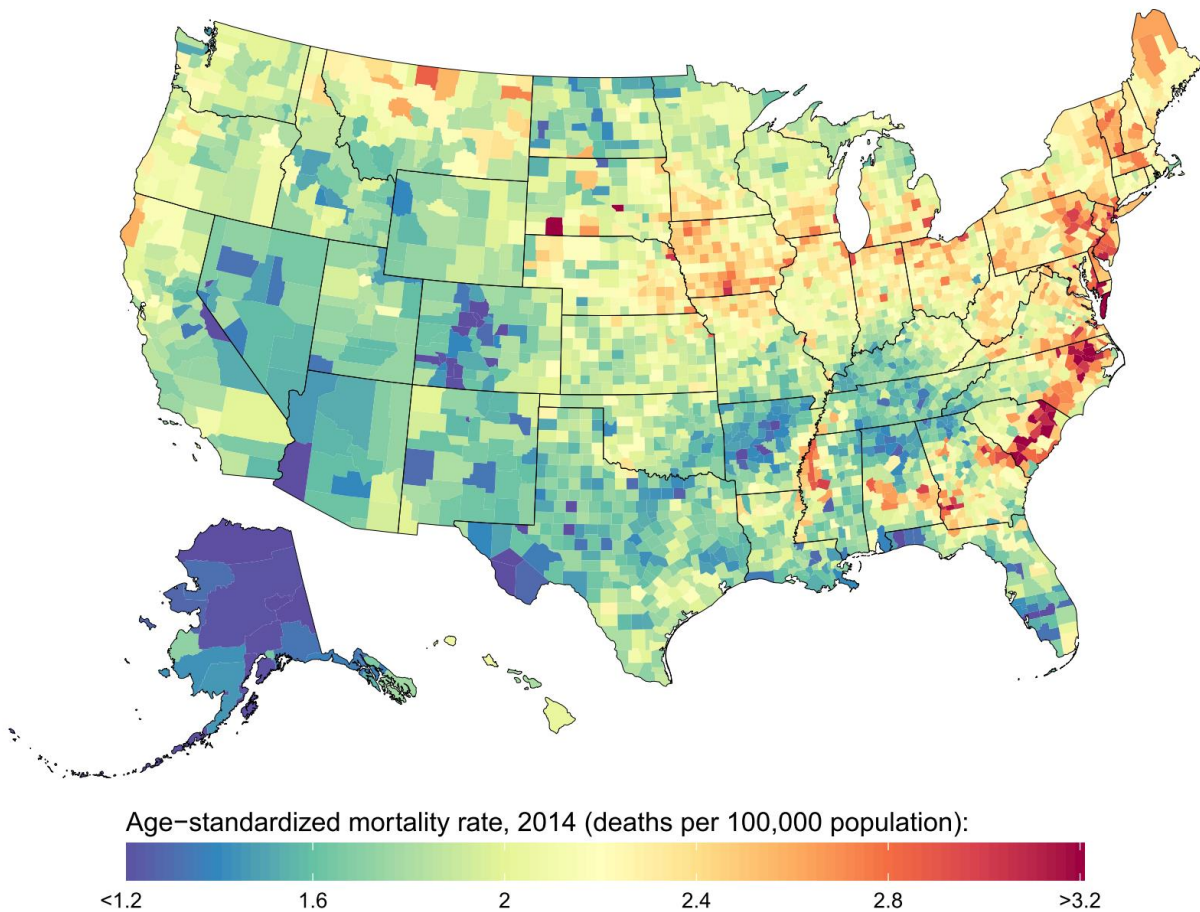 Age−standardized mortality rate, 2014 (deaths per 100,000 population):
<1.2 1.6 2 2.4 2.8 >3.2